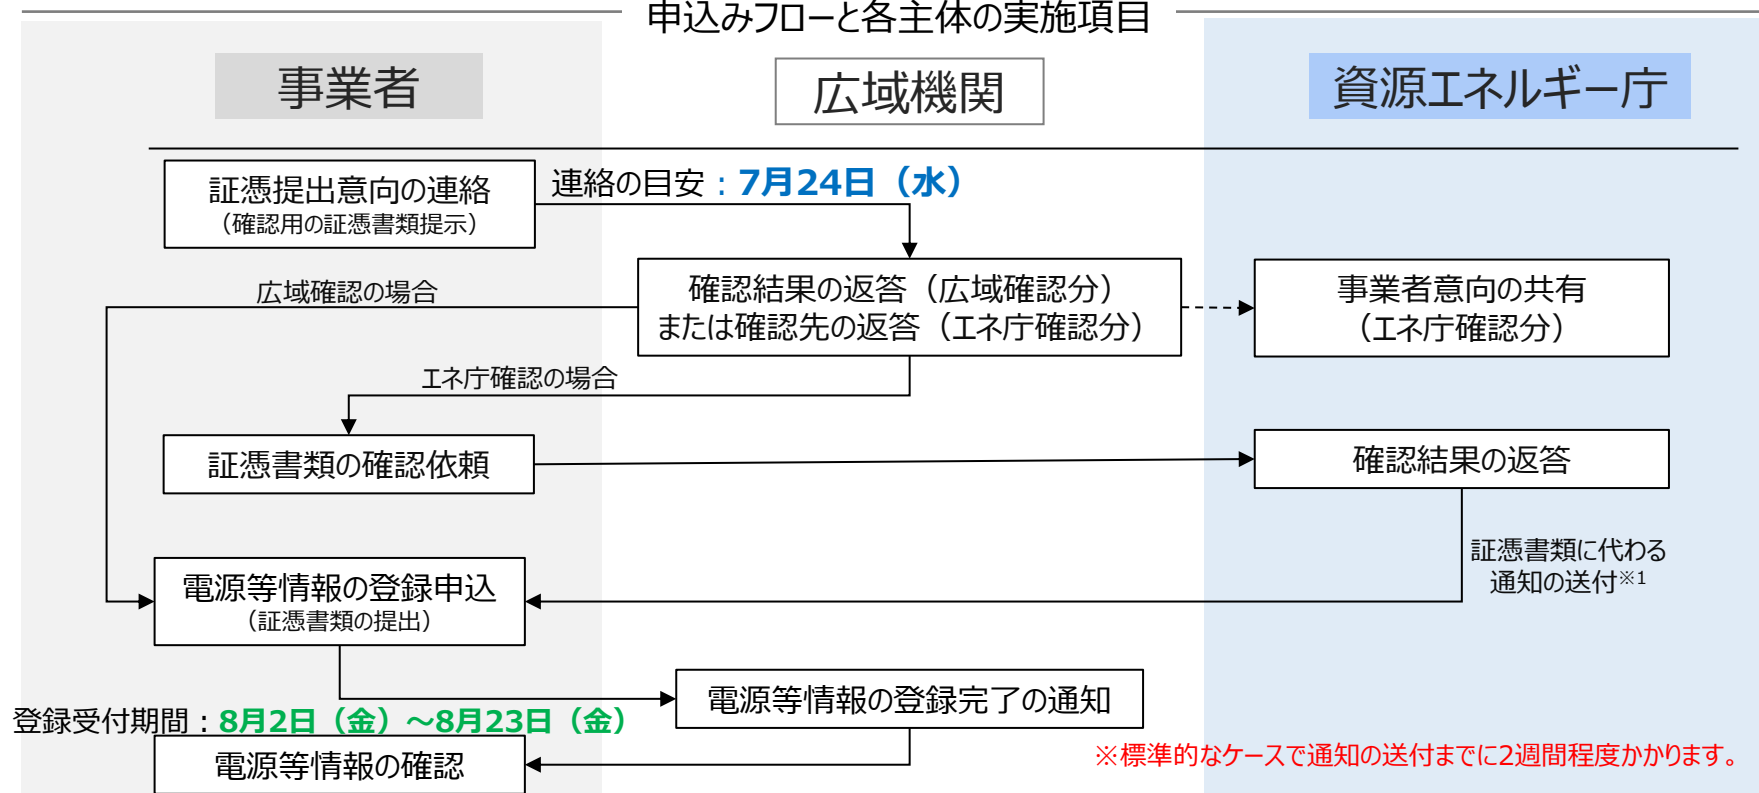 申込みフローと各主体の実施項目
事業者
広域機関
資源エネルギー庁
証憑提出意向の連絡
（確認用の証憑書類提示）
連絡の目安：7月24日（水）
確認結果の返答（広域確認分）
または確認先の返答（エネ庁確認分）
事業者意向の共有
（エネ庁確認分）
広域確認の場合
エネ庁確認の場合
証憑書類の確認依頼
確認結果の返答
証憑書類に代わる
通知の送付※1
電源等情報の登録申込
（証憑書類の提出）
電源等情報の登録完了の通知
登録受付期間：8月2日（金）～8月23日（金）
電源等情報の確認
※標準的なケースで通知の送付までに2週間程度かかります。